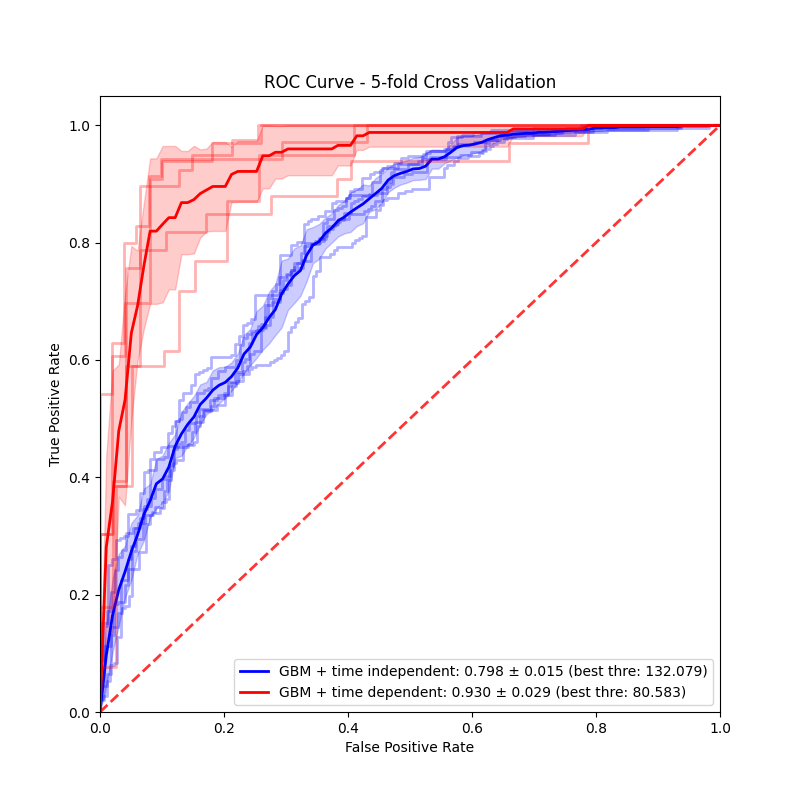 ROC Curve - 5-fold Cross Validation
True Positive Rate
1.0
0.8
0.6
0.4
0.2
0.0
GBM + time independent: 0.798 ± 0.015 (best thre: 132.079)
GBM + time dependent: 0.930 ± 0.029 (best thre: 80.583)
0.0 0.2 0.4 0.6 0.8 1.0
False Positive Rate